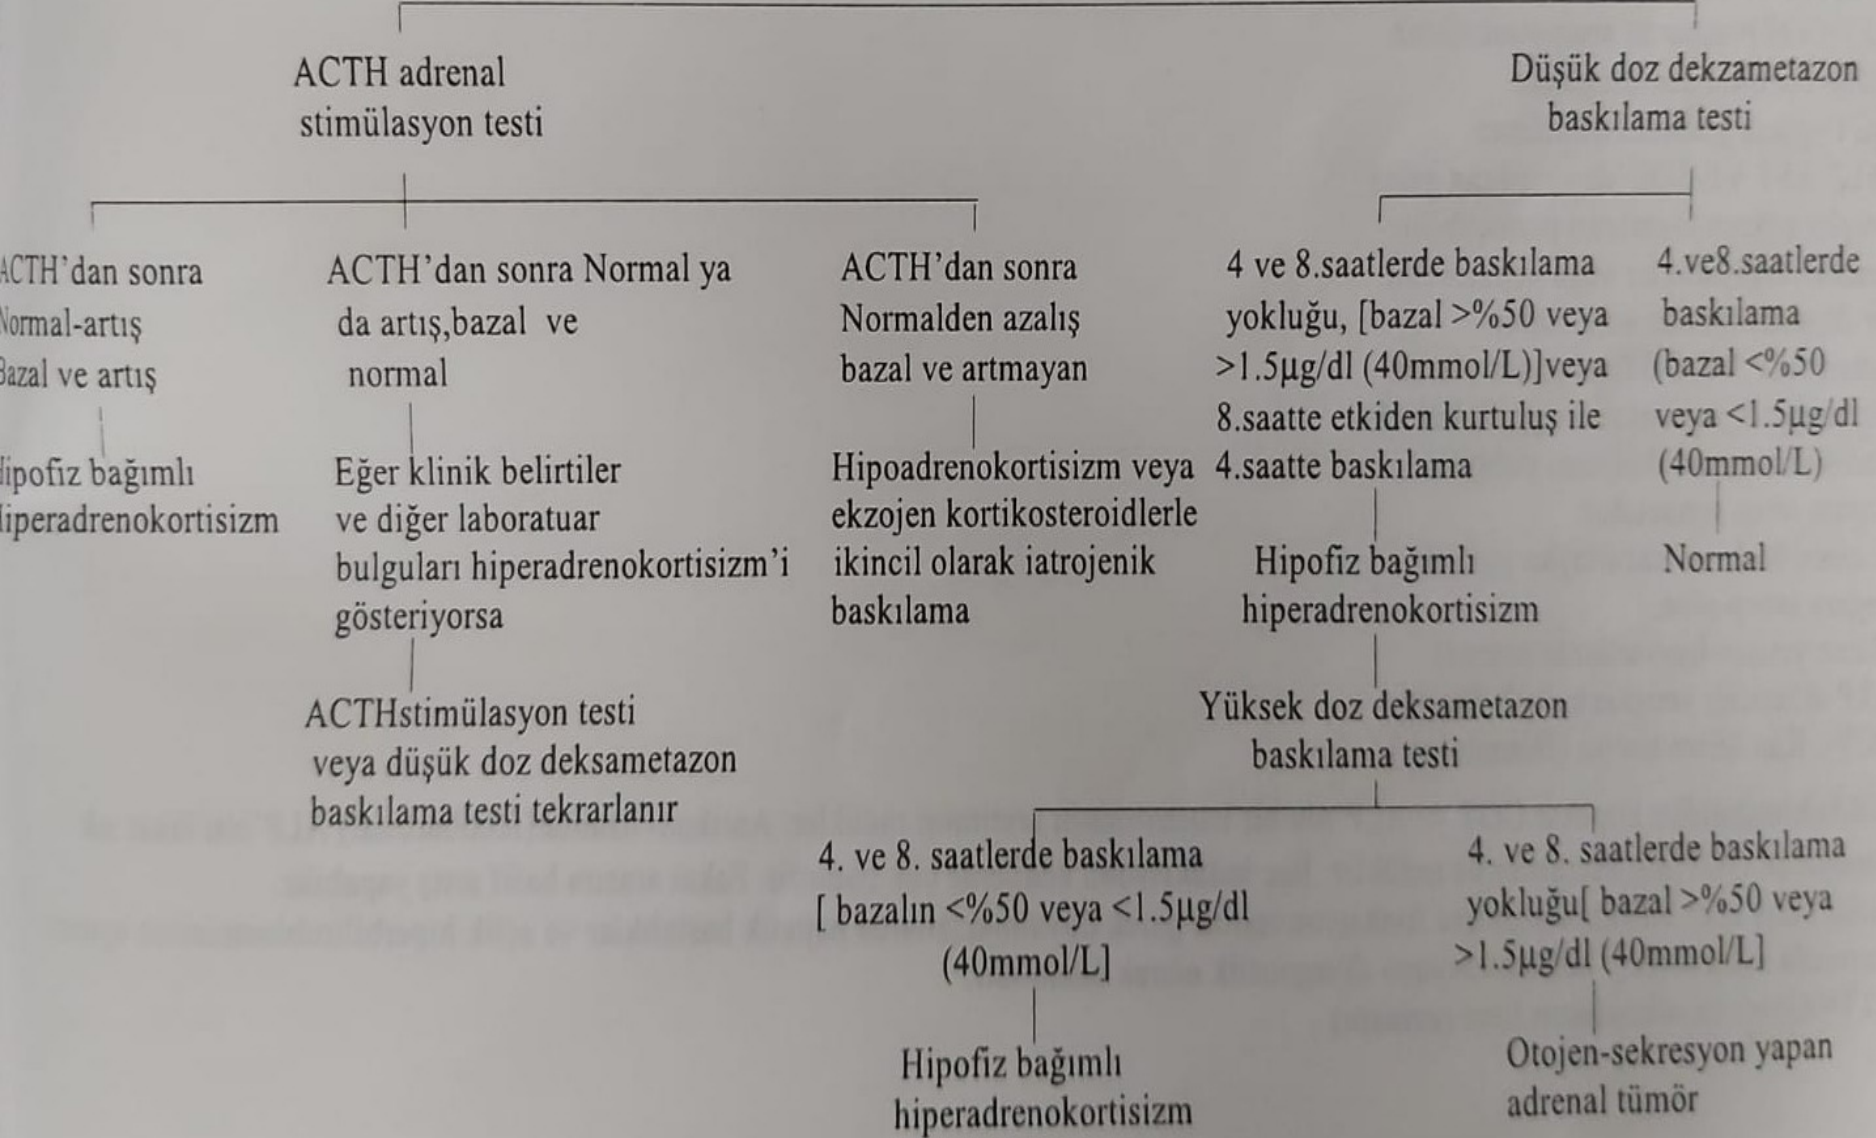 ACTH adrenal
stimülasyon testi
Düşük doz dekzametazon
baskılama testi
ACTH'dan sonra
Normal-artış
Bazal ve artış
Hipofiz bağımlı
Hiperadrenokortisizm
ACTH'dan sonra Normal ya
da artış,bazal ve
normal
Eğer klinik belirtiler
ve diğer laboratuar
bulguları hiperadrenokortisizm'i
gösteriyorsa
ACTHstimülasyon testi
veya düşük doz deksametazon
baskılama testi tekrarlanır
ACTH'dan sonra
Normalden azalış
bazal ve artmayan
Hipoadrenokortisizm veya
ekzojen kortikosteroidlerle
ikincil olarak iatrojenik
baskılama
4 ve 8.saatlerde baskılama
yokluğu, [bazal >%50 veya
>1.5µg/dl (40mmol/L)]veya
8.saatte etkiden kurtuluş ile
4.saatte baskılama
Hipofiz bağımlı
hiperadrenokortisizm
Yüksek doz deksametazon
baskılama testi
4.ve8.saatlerde
baskılama
(bazal <%50
veya <1.5µg/dl
(40mmol/L)
Normal
4. ve 8. saatlerde baskılama
[ bazalın <%50 veya <1.5µg/dl
(40mmol/L]
Hipofiz bağımlı
hiperadrenokortisizm
4. ve 8. saatlerde baskılama
yokluğu[ bazal >%50 veya
>1.5µg/dl (40mmol/L]
Otojen-sekresyon yapan
adrenal tümör